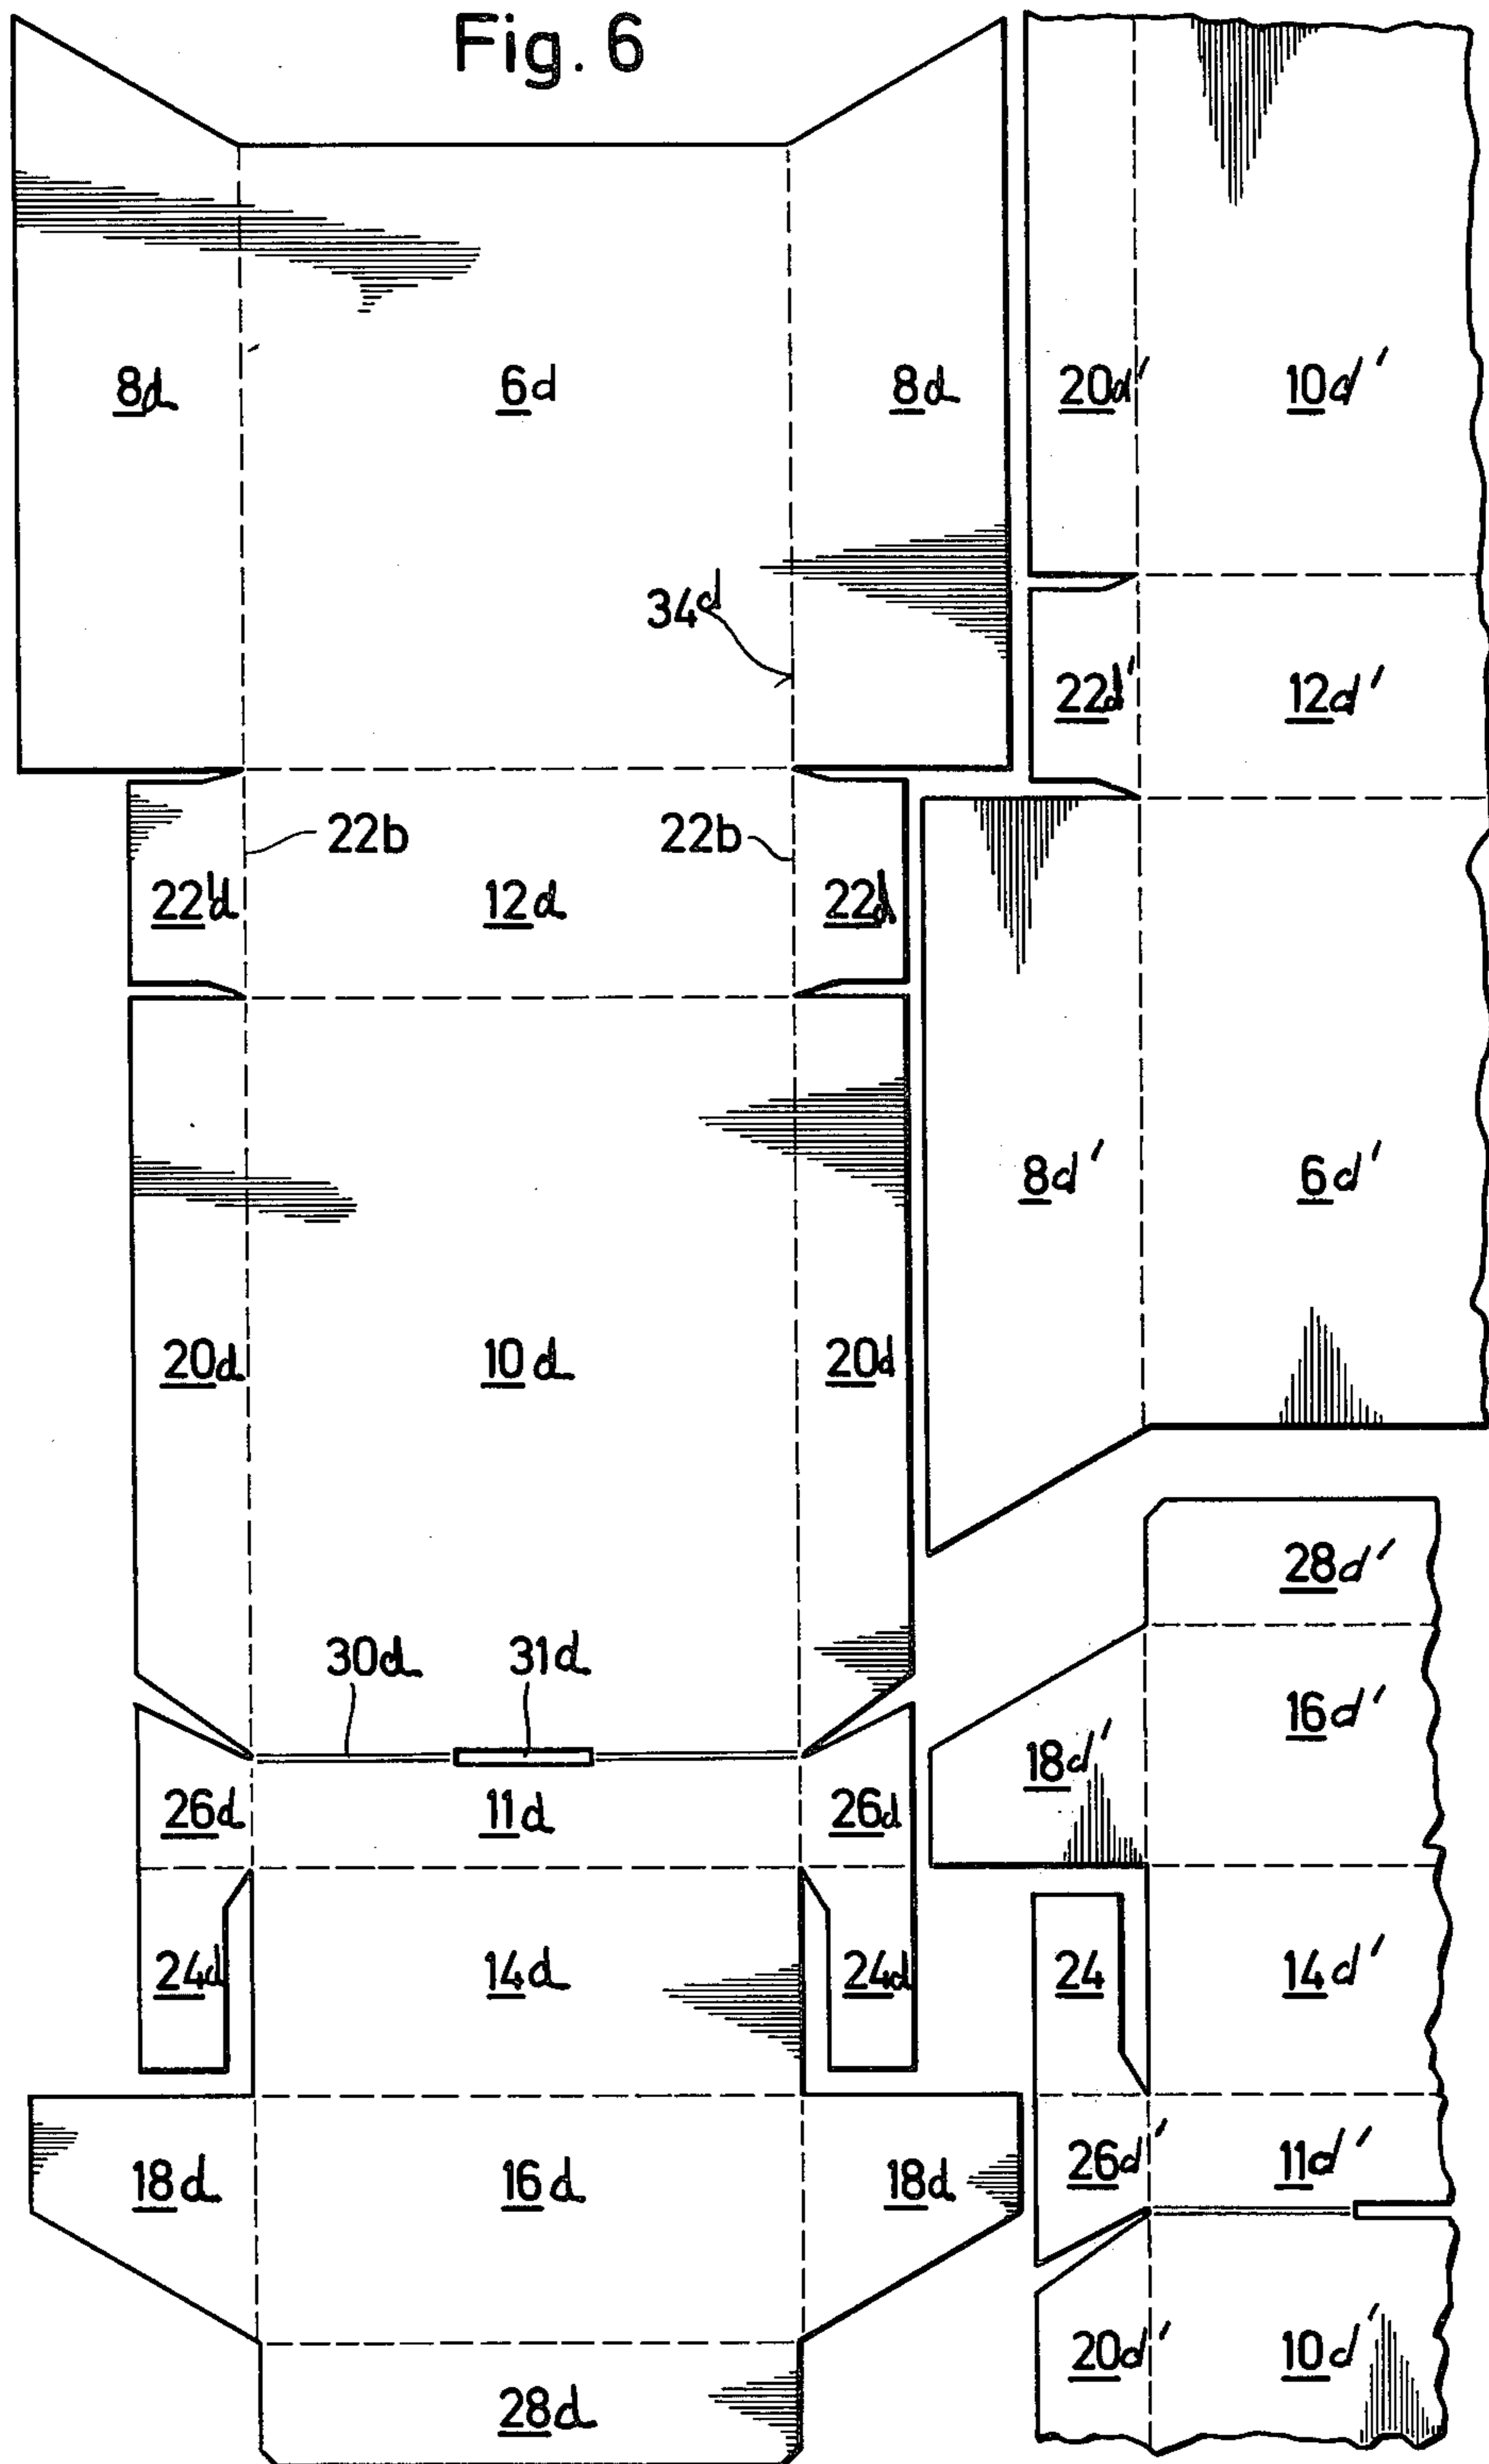 Fig. 6
8d 6d 8d 20d' 10d'
34d
22d' 12d'
22b 22b
22d 12d 22d
8d' 6d'
20d 10d 20d
28d'
30d 31d
16d'
18d'
26d 11d 26d
24d 14d 24d 24 14d'
18d 16d 18d 26d' 11d'
20d' 10d'
28d